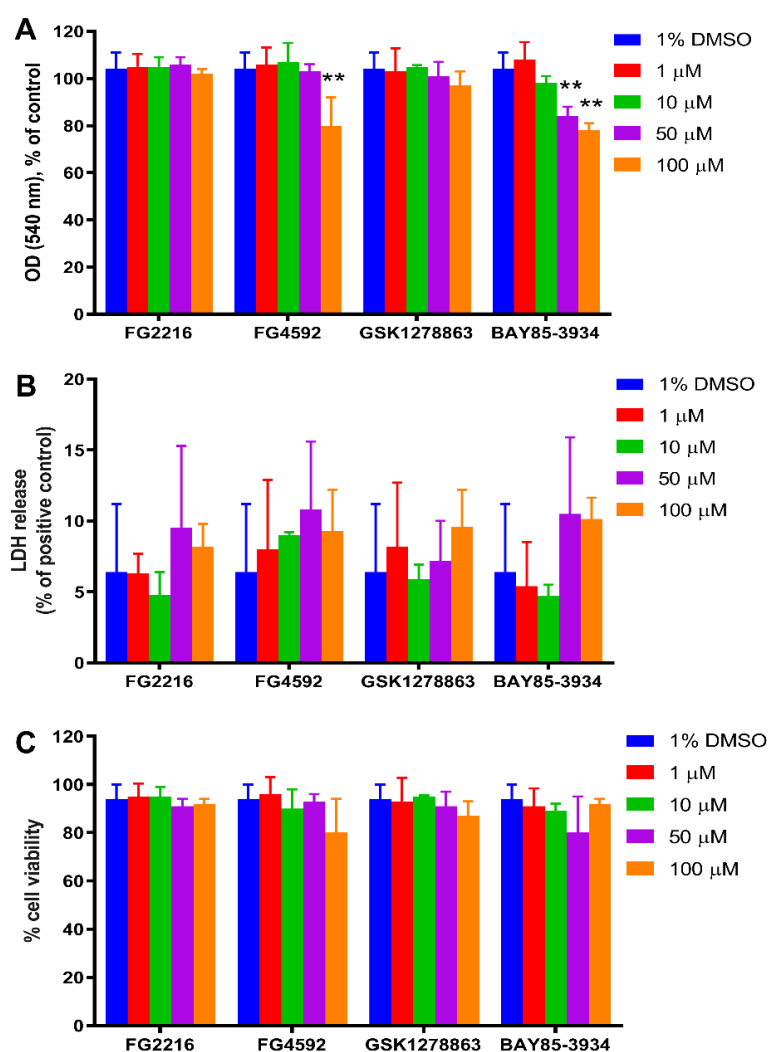 A
OD (540 nm), % of control
120
100
80
60
40
20
0
** ** **
FG2216 FG4592 GSK1278863 BAY85-3934
1% DMSO
1 μM
10 μM
50 μM
100 μM
B
LDH release
(% of positive control)
20
15
10
5
0
FG2216 FG4592 GSK1278863 BAY85-3934
1% DMSO
1 μM
10 μM
50 μM
100 μM
C
% cell viability
120
100
80
60
40
20
0
FG2216 FG4592 GSK1278863 BAY85-3934
1% DMSO
1 μM
10 μM
50 μM
100 μM